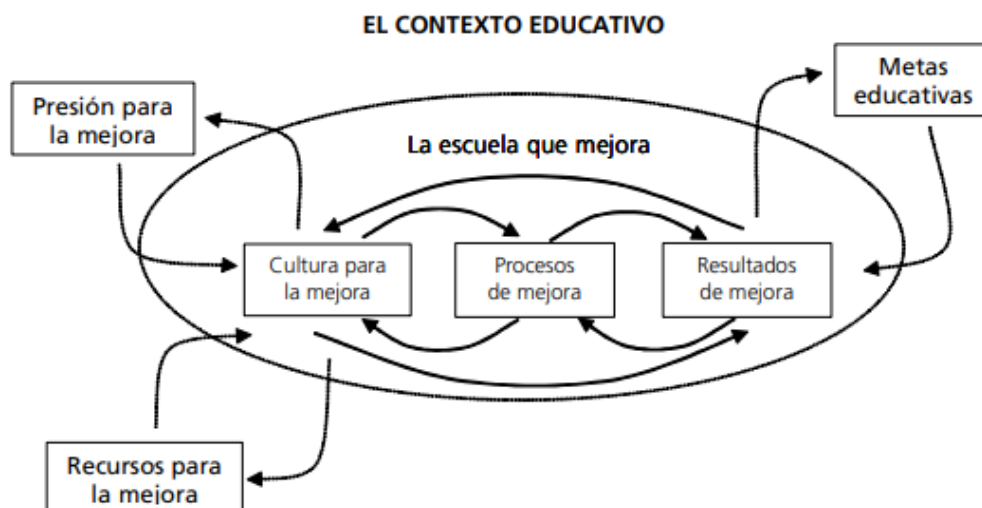 EL CONTEXTO EDUCATIVO
Presión para
la mejora
Metas
educativas
La escuela que mejora
Cultura para
la mejora
Procesos
de mejora
Resultados
de mejora
Recursos para
la mejora